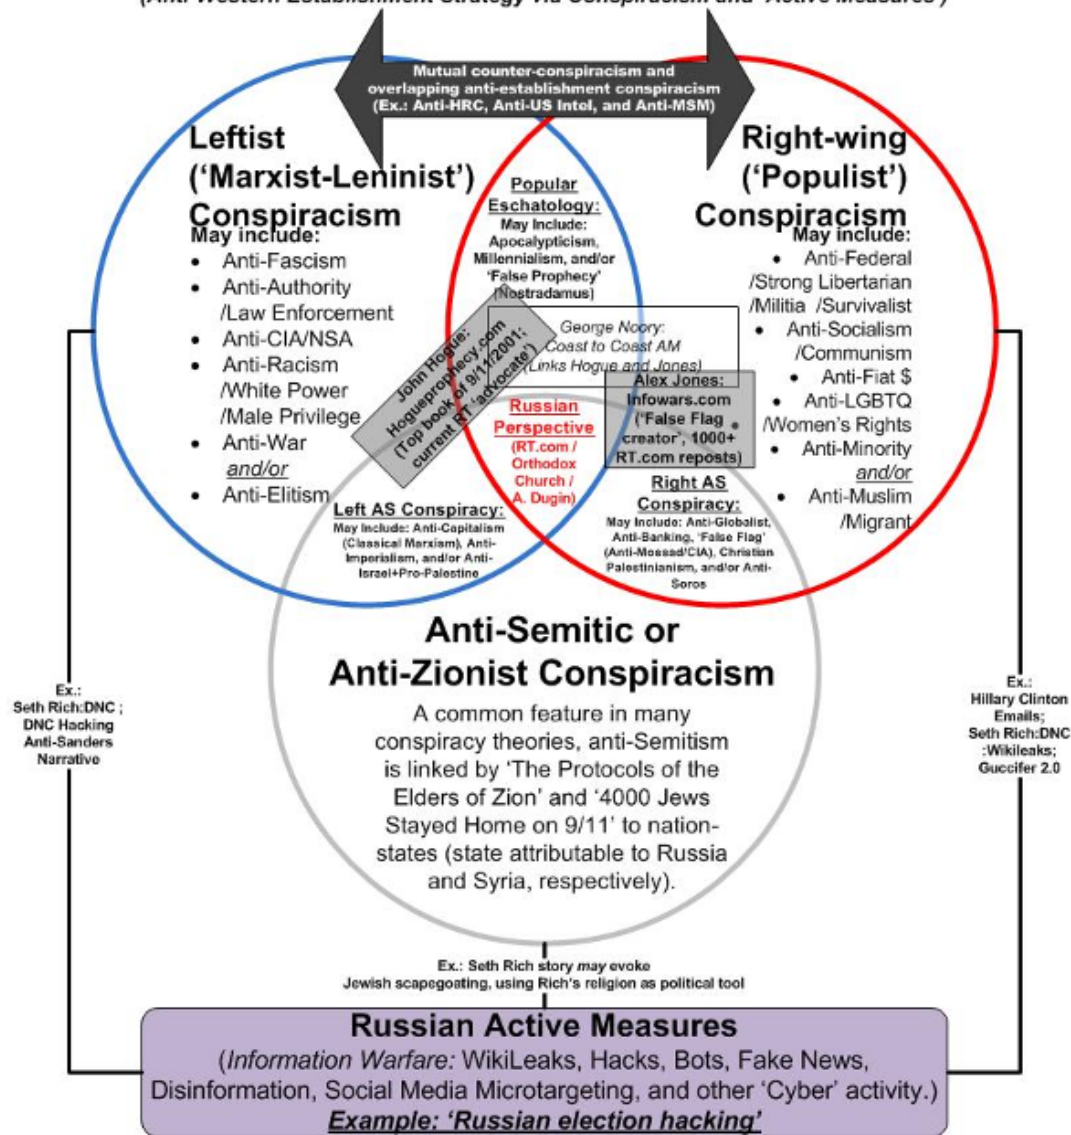 (Anti-Western Establishment Strategy via Conspiracism and 'Active Measures')
Mutual counter-conspiracism and
overlapping anti-establishment conspiracism
(Ex.: Anti-HRC, Anti-US Intel, and Anti-MSM)
Leftist
('Marxist-Leninist')
Conspiracism
May include:
• Anti-Fascism
• Anti-Authority
/Law Enforcement
• Anti-CIA/NSA
• Anti-Racism
/White Power
/Male Privilege
• Anti-War
and/or
• Anti-Elitism
Popular
Eschatology:
May Include:
Apocalypticism,
Millennialism, and/or
'False Prophecy'
(Nostradamus)
Right-wing
('Populist')
Conspiracism
May include:
• Anti-Federal
/Strong Libertarian
/Militia /Survivalist
• Anti-Socialism
/Communism
• Anti-Fiat $
• Anti-LGBTQ
/Women's Rights
• Anti-Minority
and/or
• Anti-Muslim
/Migrant
George Noory:
Coast to Coast AM
(Links Hogue and Jones)
John Hogue:
Hogueprophecy.com
(Top book of 9/11/2001;
current RT 'advocate')
Alex Jones:
Infowars.com
('False Flag
creator', 1000+
RT.com reposts)
Russian
Perspective
(RT.com /
Orthodox
Church /
A. Dugin)
Left AS Conspiracy:
May Include: Anti-Capitalism
(Classical Marxism), Anti-
Imperialism, and/or Anti-
Israel+Pro-Palestine
Right AS
Conspiracy:
May Include: Anti-Globalist,
Anti-Banking, 'False Flag'
(Anti-Mossad/CIA), Christian
Palestinianism, and/or Anti-
Soros
Anti-Semitic or
Anti-Zionist Conspiracism
A common feature in many
conspiracy theories, anti-Semitism
is linked by 'The Protocols of the
Elders of Zion' and '4000 Jews
Stayed Home on 9/11' to nation-
states (state attributable to Russia
and Syria, respectively).
Ex.:
Seth Rich:DNC ;
DNC Hacking
Anti-Sanders
Narrative
Ex.:
Hillary Clinton
Emails;
Seth Rich:DNC
:Wikileaks;
Guccifer 2.0
Ex.: Seth Rich story may evoke
Jewish scapegoating, using Rich's religion as political tool
Russian Active Measures
(Information Warfare: WikiLeaks, Hacks, Bots, Fake News,
Disinformation, Social Media Microtargeting, and other 'Cyber' activity.)
Example: 'Russian election hacking'